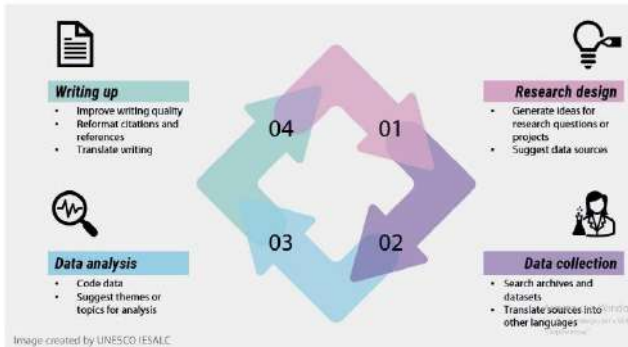 Writing up
• Improve writing quality
• Reformat citations and
references
• Translate writing
04
01
Research design
• Generate ideas for
research questions or
projects
• Suggest data sources
03
02
Data analysis
• Code data
• Suggest themes or
topics for analysis
Data collection
• Search archives and
datasets
• Translate sources into
other languages
Image created by UNESCO IESALC